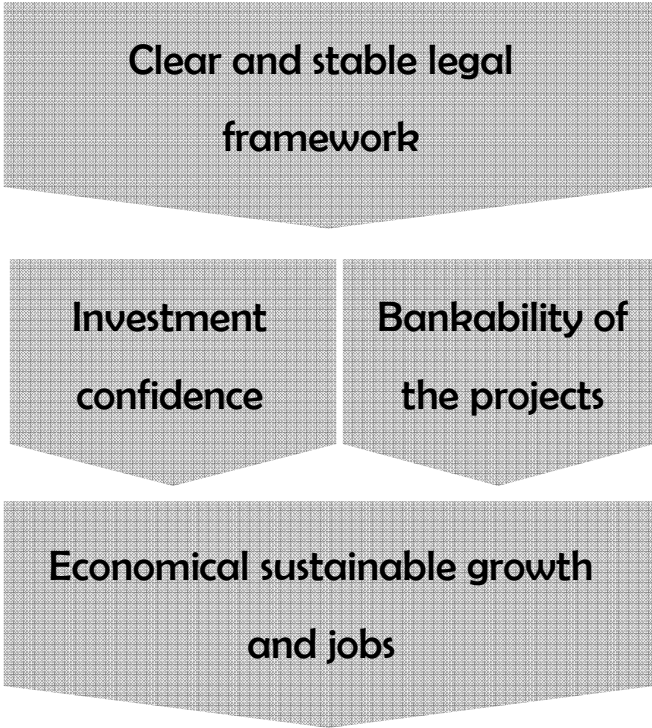 Clear and stable legal
framework
Investment
confidence
Bankability of
the projects
Economical sustainable growth
and jobs